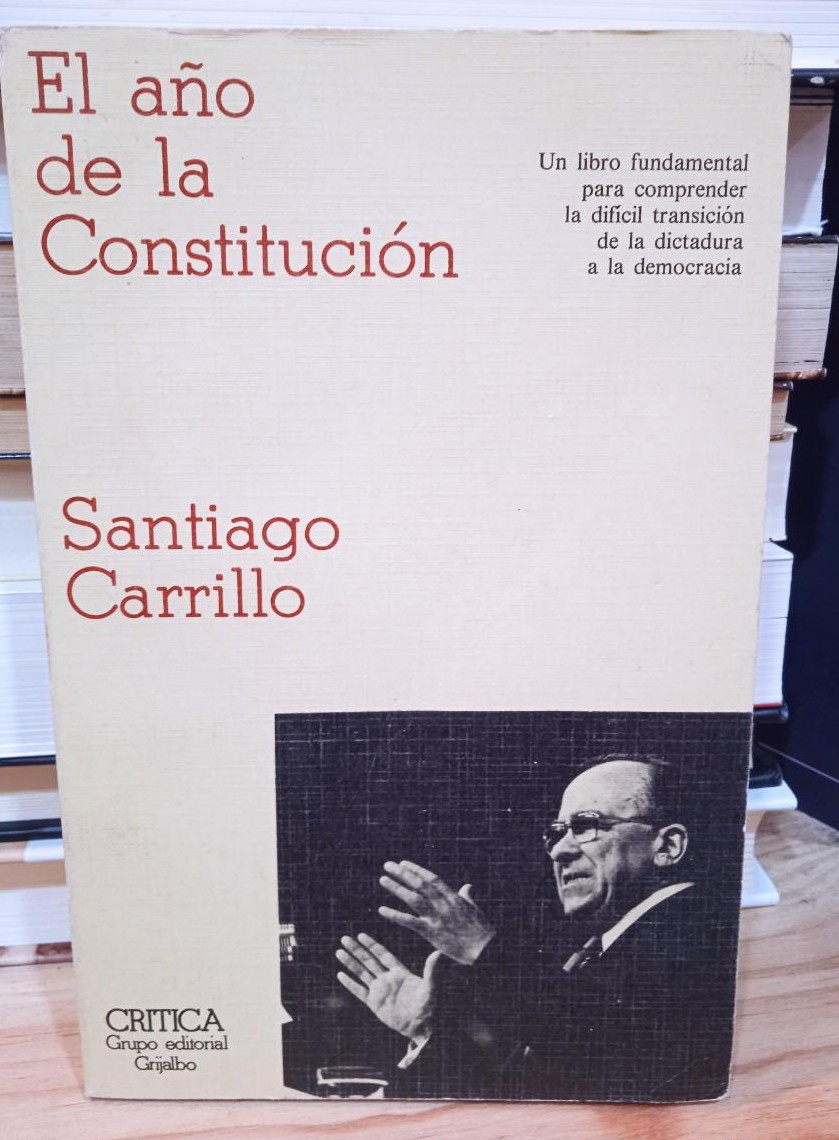 El año
de la
Constitución
Un libro fundamental
para comprender
la difícil transición
de la dictadura
a la democracia
Santiago
Carrillo
CRITICA
Grupo editorial
Grijalbo